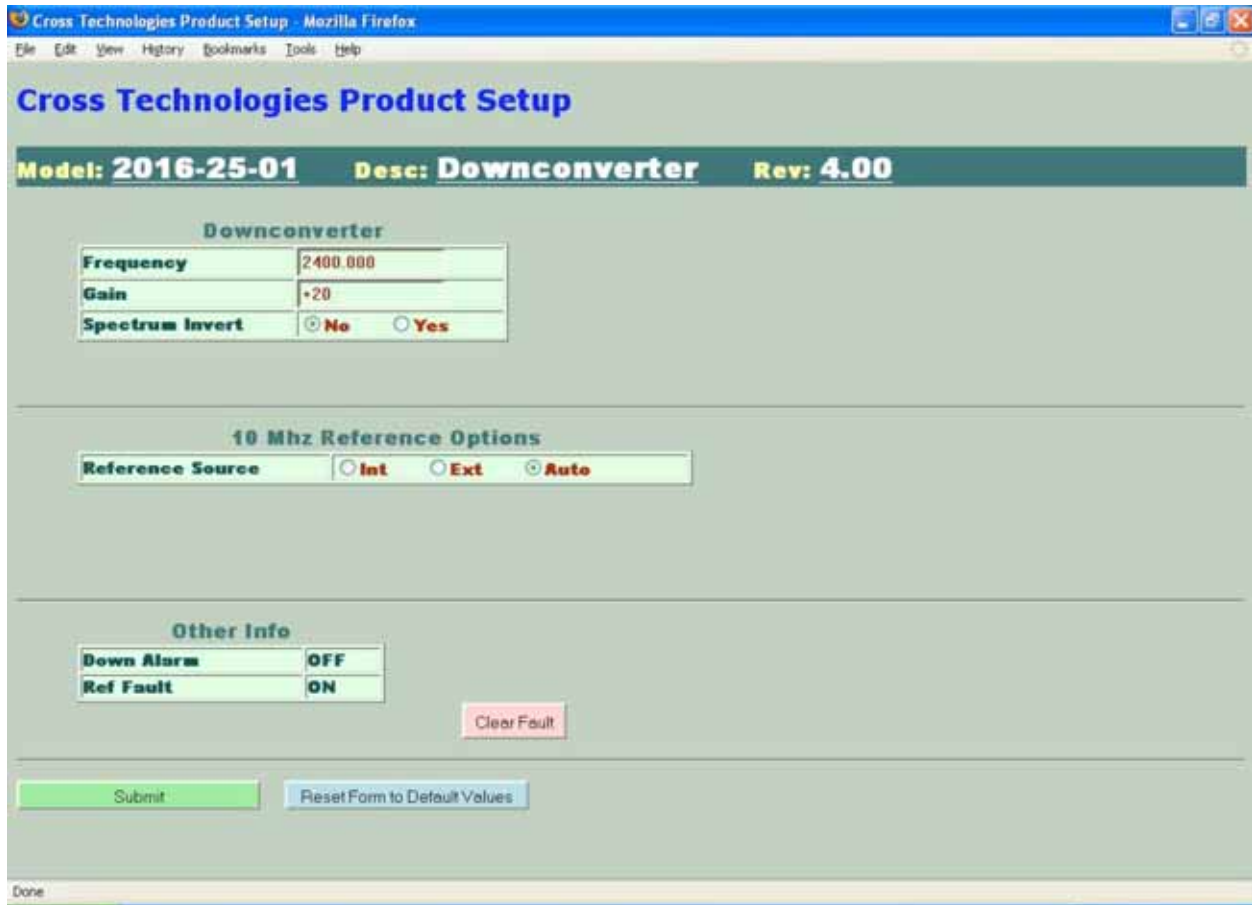 Cross Technologies Product Setup - Mozilla Firefox
File Edit View History Bookmarks Tools Help
Cross Technologies Product Setup
Model: 2016-25-01 Desc: Downconverter Rev: 4.00
Downconverter
Frequency 2400.000
Gain +20
Spectrum Invert No Yes
10 Mhz Reference Options
Reference Source Int Ext Auto
Other Info
Down Alarm OFF
Ref Fault ON
Clear Fault
Submit Reset Form to Default Values
Done